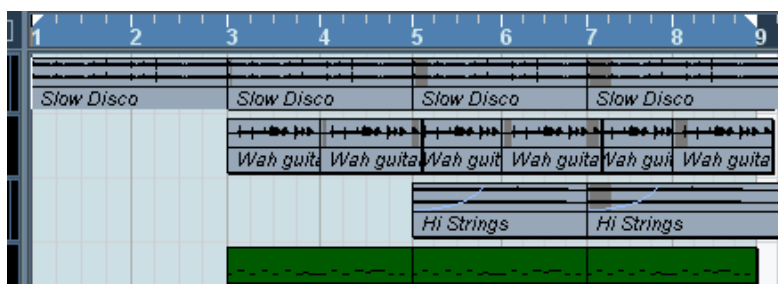 1 2 3 4 5 6 7 8 9
Slow Disco Slow Disco Slow Disco Slow Disco
Wah guita Wah guita Wah guit Wah guita Wah guit Wah guita
Hi Strings Hi Strings